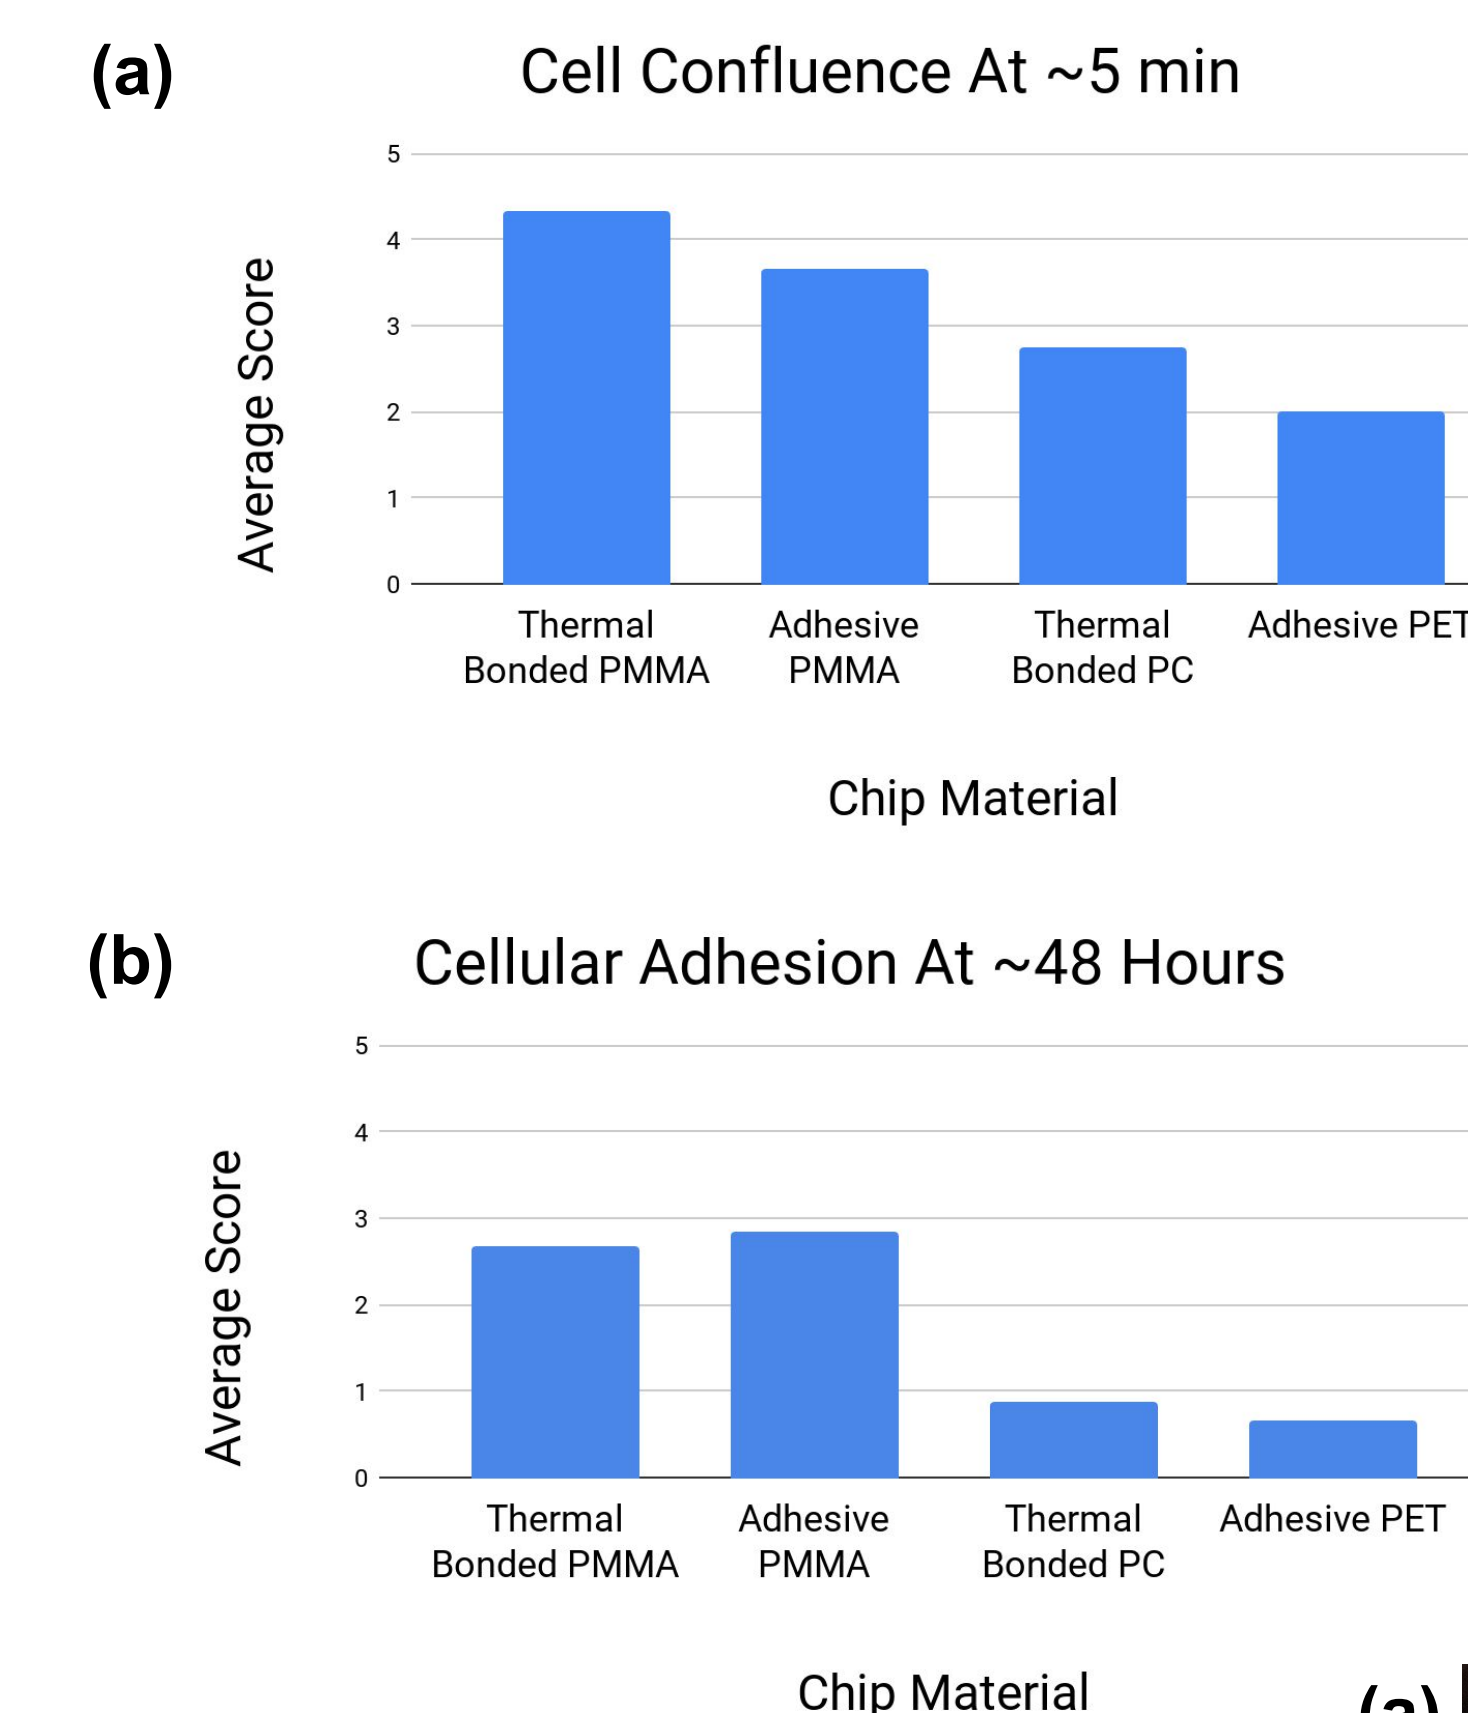 (a)
Cell Confluence At ~5 min
Average Score
5
4
3
2
1
0
Thermal
Bonded PMMA
Adhesive
PMMA
Thermal
Bonded PC
Adhesive PET
Chip Material
(b)
Cellular Adhesion At ~48 Hours
Average Score
5
4
3
2
1
0
Thermal
Bonded PMMA
Adhesive
PMMA
Thermal
Bonded PC
Adhesive PET
Chip Material
(a)